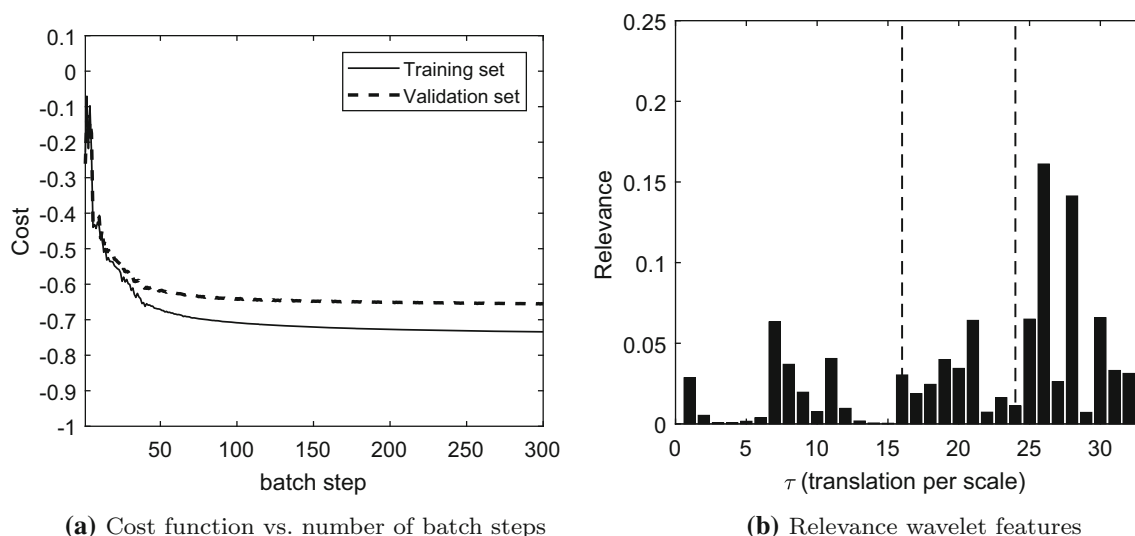 0.1
0
-0.1
-0.2
-0.3
-0.4
-0.5
-0.6
-0.7
-0.8
-0.9
-1
Cost
Training set
Validation set
50 100 150 200 250 300
batch step
(a) Cost function vs. number of batch steps
0.25
0.2
0.15
0.1
0.05
0
Relevance
0 5 10 15 20 25 30
τ (translation per scale)
(b) Relevance wavelet features